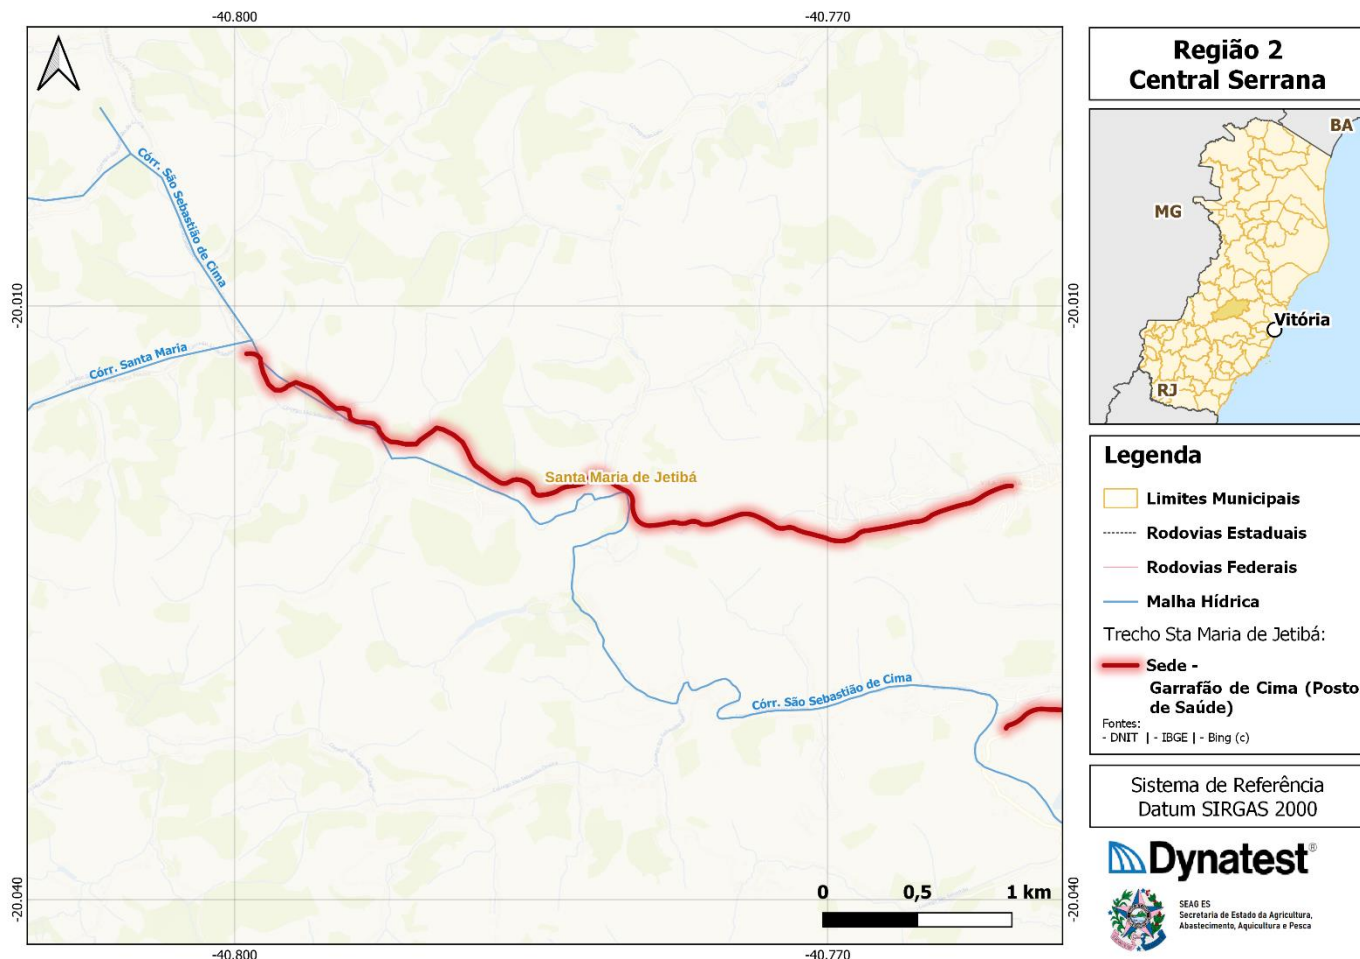 -40.800
-40.770
Região 2
Central Serrana
BA
MG
Vitória
RJ
Córr. São Sebastião de Cima
-20.010
-20.010
Córr. Santa Maria
Santa Maria de Jetibá
Córr. São Sebastião de Cima
Legenda
Limites Municipais
Rodovias Estaduais
Rodovias Federais
Malha Hídrica
Trecho Sta Maria de Jetibá:
Sede -
Garrafão de Cima (Posto
de Saúde)
Fontes:
- DNIT | - IBGE | - Bing (c)
Sistema de Referência
Datum SIRGAS 2000
Dynatest®
SEAG ES
Secretaria de Estado da Agricultura,
Abastecimento, Aquicultura e Pesca
-20.040
-20.040
0 0,5 1 km
-40.800
-40.770